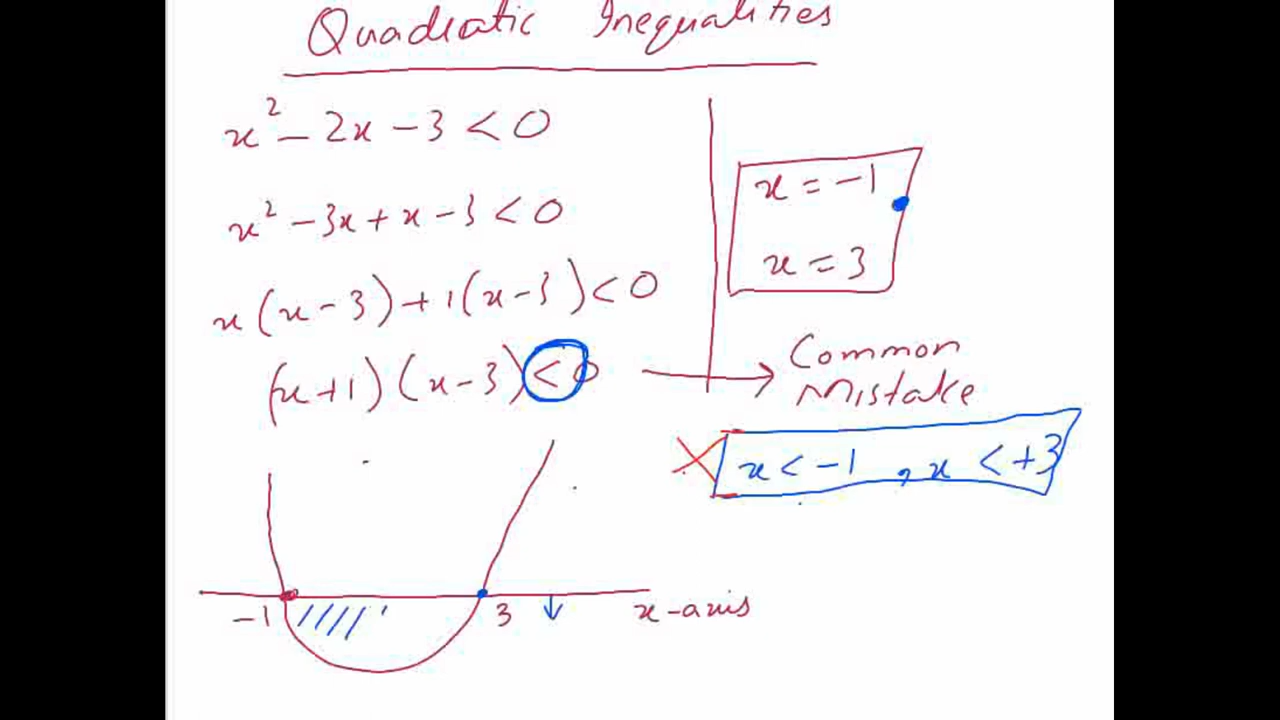 Quadratic Inequalities
x² - 2x - 3 < 0
x² - 3x + x - 3 < 0
x(x - 3) + 1(x - 3) < 0
(x + 1)(x - 3) < 0
x = -1
x = 3
Common
Mistake
x < -1 , x < +3
-1
3
x-axis